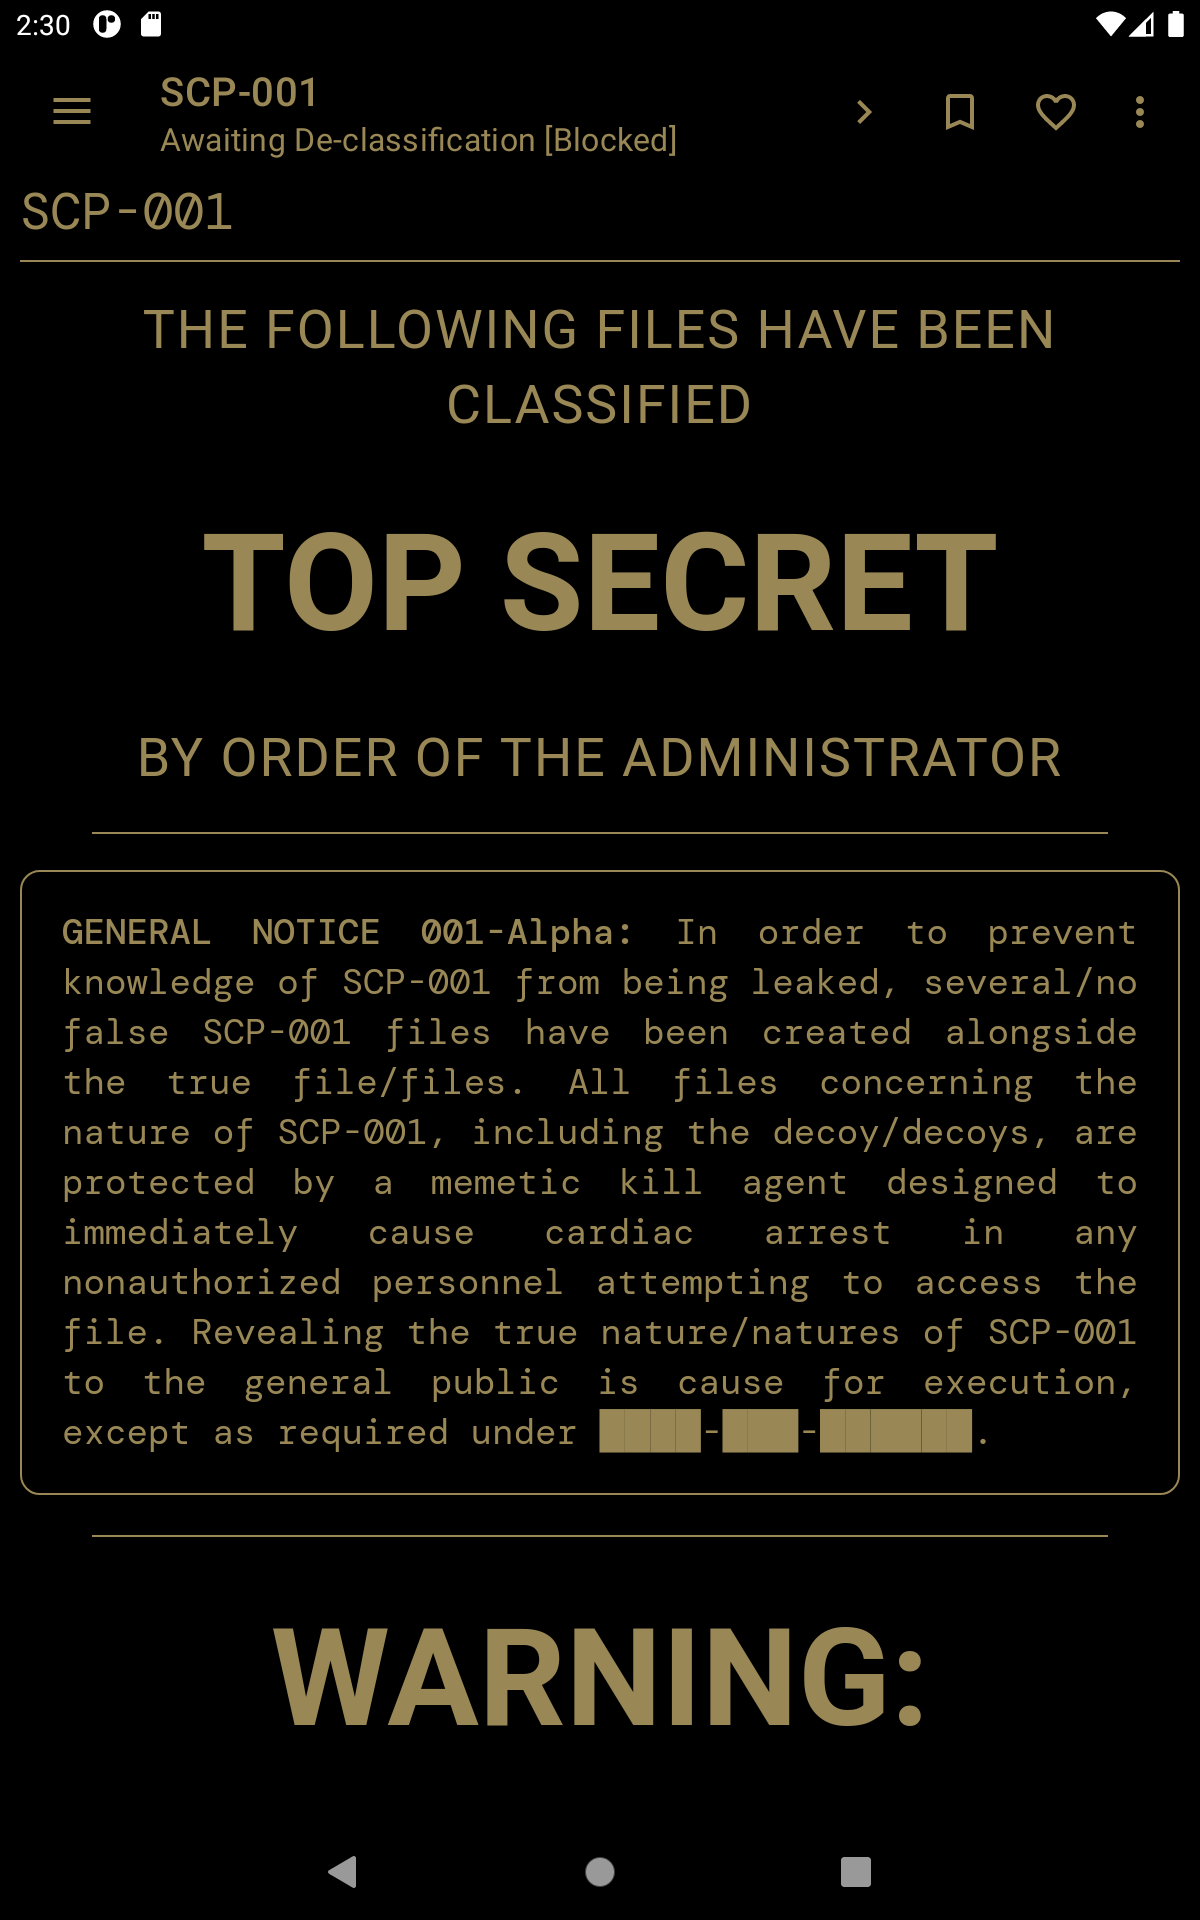 2:30
SCP-001
Awaiting De-classification [Blocked]
SCP-001
THE FOLLOWING FILES HAVE BEEN
CLASSIFIED
TOP SECRET
BY ORDER OF THE ADMINISTRATOR
GENERAL NOTICE 001-Alpha: In order to prevent
knowledge of SCP-001 from being leaked, several/no
false SCP-001 files have been created alongside
the true file/files. All files concerning the
nature of SCP-001, including the decoy/decoys, are
protected by a memetic kill agent designed to
immediately cause cardiac arrest in any
nonauthorized personnel attempting to access the
file. Revealing the true nature/natures of SCP-001
to the general public is cause for execution,
except as required under ████-███-██████.
WARNING: